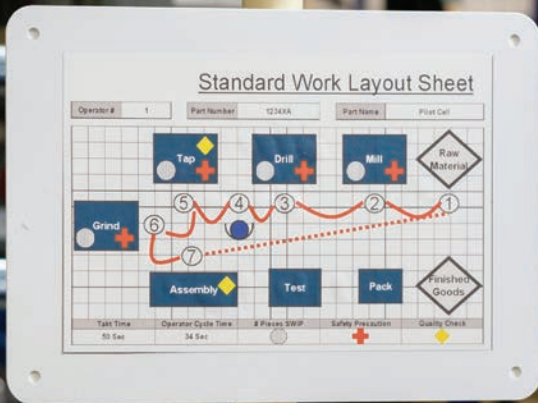 Standard Work Layout Sheet
Operator # 1 Part Number 1234XA Part Name Pilot Cell
Tap Drill Mill Raw Material
Grind
5 4 3 2 1
6
7
Assembly Test Pack Finished Goods
Takt Time Operator Cycle Time # Pieces SWIP Safety Precaution Quality Check
50 Sec 34 Sec